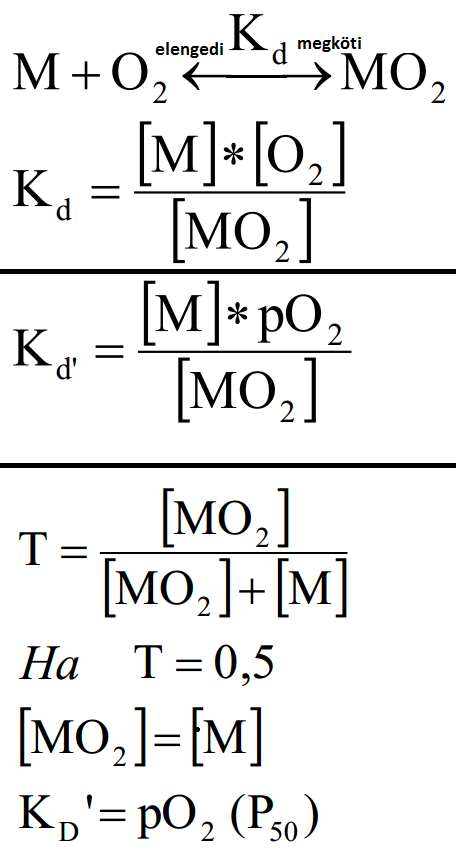 M + O₂ elengedi ⟷ K_d megköti MO₂
K_d = [M]*[O₂] / [MO₂]
K_d' = [M]*pO₂ / [MO₂]
T = [MO₂] / [MO₂]+[M]
Ha T = 0,5
[MO₂]=[M]
K_D'= pO₂ (P₅₀)